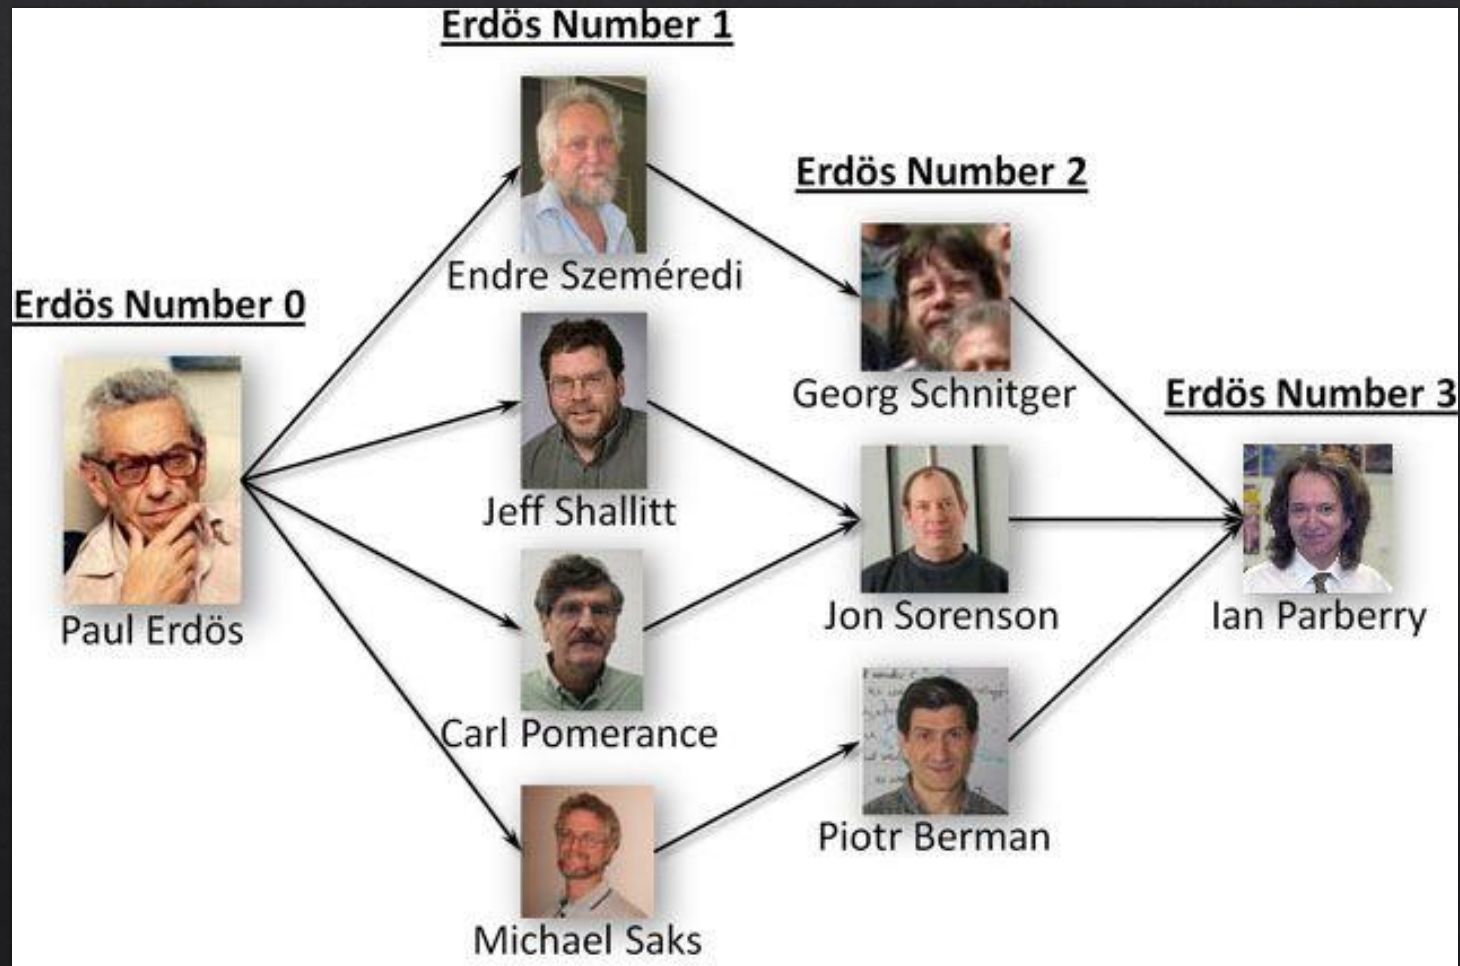 Erdös Number 0
Paul Erdös
Erdös Number 1
Endre Szeméredi
Jeff Shallitt
Carl Pomerance
Michael Saks
Erdös Number 2
Georg Schnitger
Jon Sorenson
Piotr Berman
Erdös Number 3
Ian Parberry